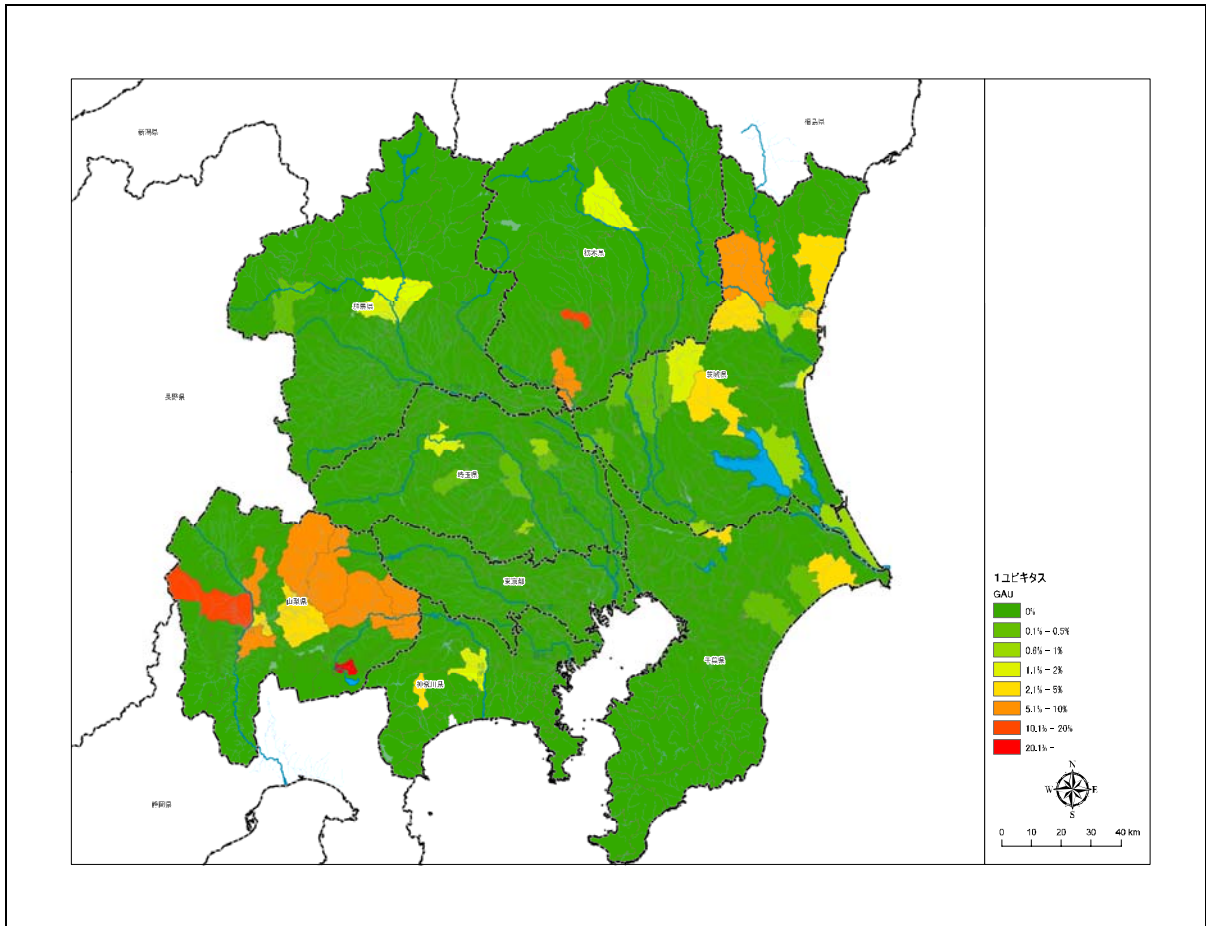 新潟県
福島県
栃木県
群馬県
長野県
茨城県
埼玉県
東京都
山梨県
千葉県
神奈川県
静岡県
1ユビキタス
GAU
0%
0.1% - 0.5%
0.6% - 1%
1.1% - 2%
2.1% - 5%
5.1% - 10%
10.1% - 20%
20.1% -
N
W E
S
0 10 20 30 40 km